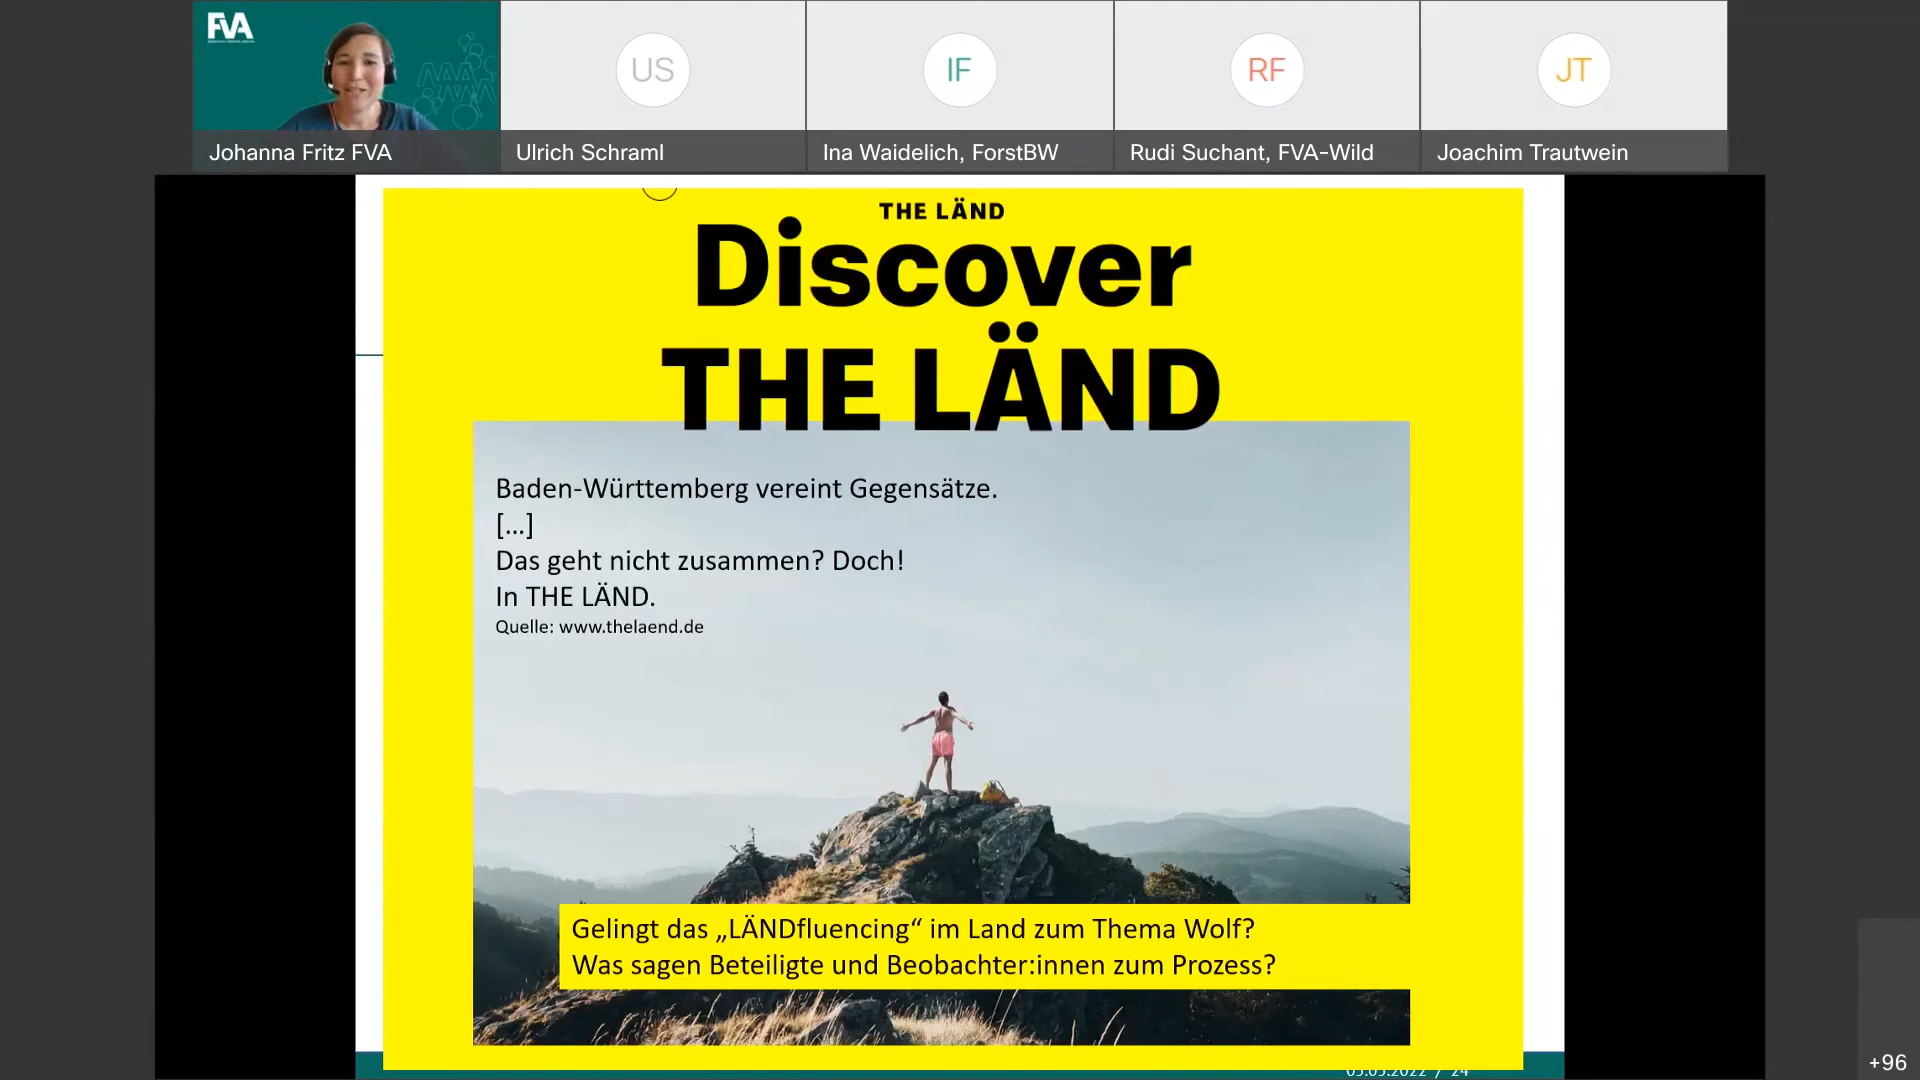 FVA
US
IF
RF
JT
Johanna Fritz FVA
Ulrich Schraml
Ina Waidelich, ForstBW
Rudi Suchant, FVA-Wild
Joachim Trautwein
THE LÄND
Discover
THE LÄND
Baden-Württemberg vereint Gegensätze.
[...]
Das geht nicht zusammen? Doch!
In THE LÄND.
Quelle: www.thelaend.de
Gelingt das „LÄNDfluencing“ im Land zum Thema Wolf?
Was sagen Beteiligte und Beobachter:innen zum Prozess?
/ 24
+96